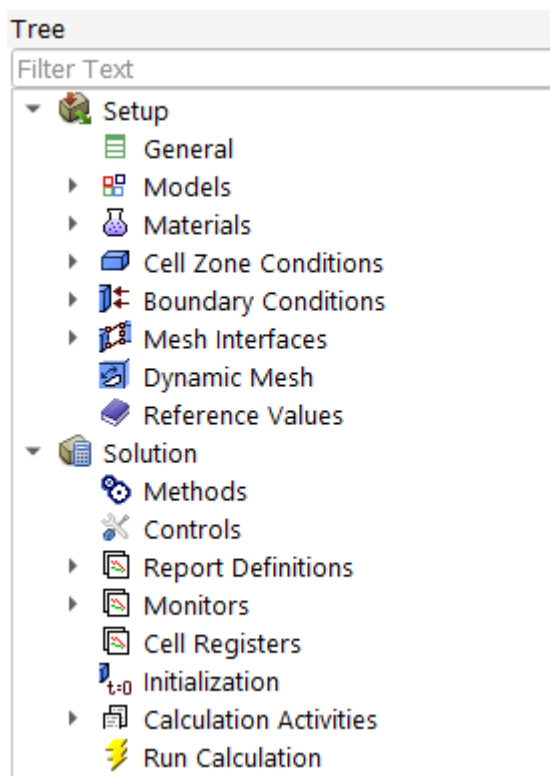 Tree
Filter Text
Setup
General
Models
Materials
Cell Zone Conditions
Boundary Conditions
Mesh Interfaces
Dynamic Mesh
Reference Values
Solution
Methods
Controls
Report Definitions
Monitors
Cell Registers
t=0 Initialization
Calculation Activities
Run Calculation